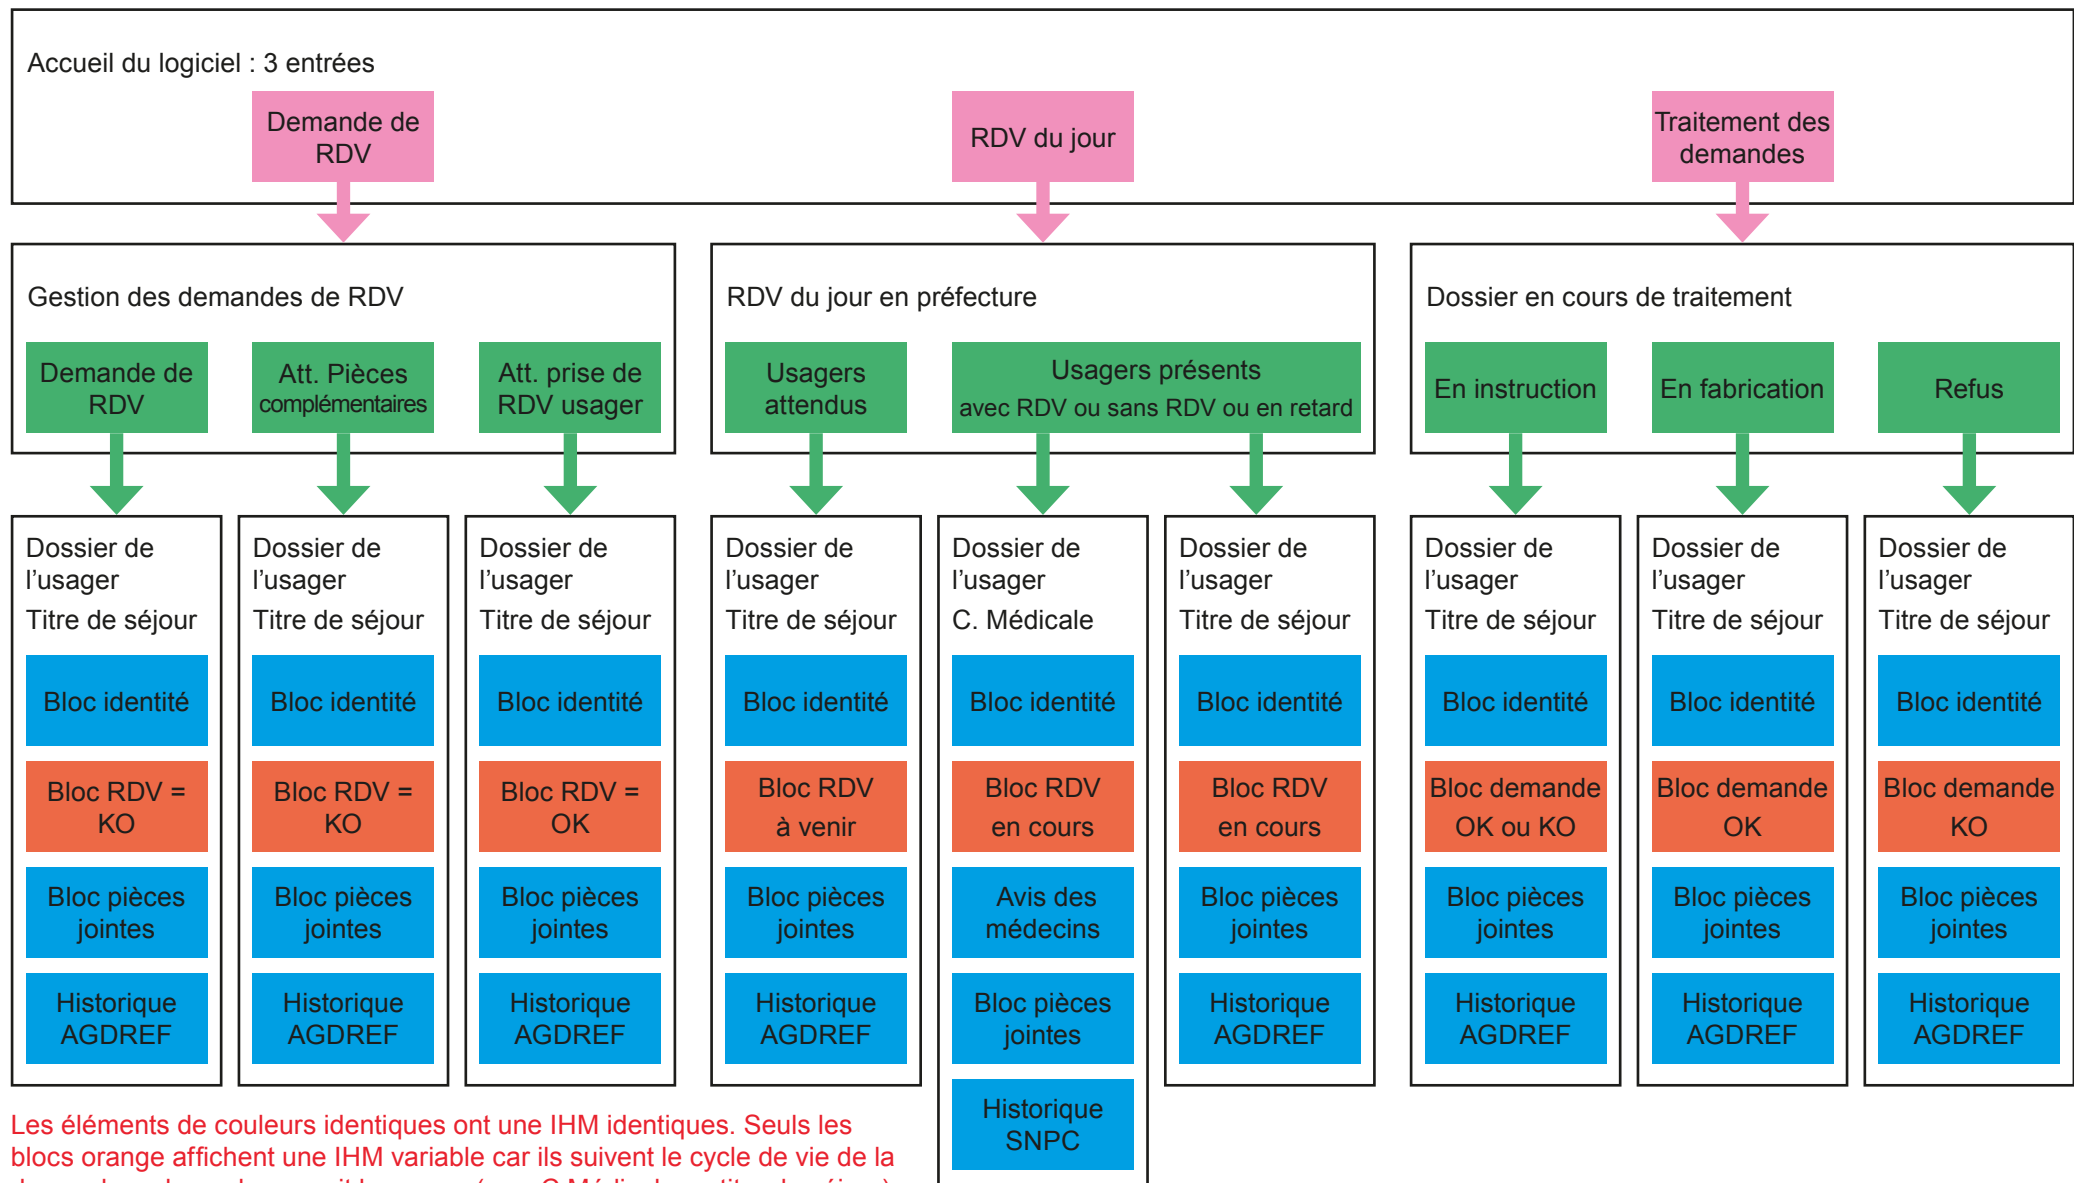 Accueil du logiciel : 3 entrées
Demande de
RDV
RDV du jour
Traitement des
demandes
Gestion des demandes de RDV
Demande de
RDV
Att. Pièces
complémentaires
Att. prise de
RDV usager
RDV du jour en préfecture
Usagers
attendus
Usagers présents
avec RDV ou sans RDV ou en retard
Dossier en cours de traitement
En instruction
En fabrication
Refus
Dossier de
l’usager
Titre de séjour
Bloc identité
Bloc RDV =
KO
Bloc pièces
jointes
Historique
AGDREF
Dossier de
l’usager
Titre de séjour
Bloc identité
Bloc RDV =
KO
Bloc pièces
jointes
Historique
AGDREF
Dossier de
l’usager
Titre de séjour
Bloc identité
Bloc RDV =
OK
Bloc pièces
jointes
Historique
AGDREF
Dossier de
l’usager
Titre de séjour
Bloc identité
Bloc RDV
à venir
Bloc pièces
jointes
Historique
AGDREF
Dossier de
l’usager
C. Médicale
Bloc identité
Bloc RDV
en cours
Avis des
médecins
Bloc pièces
jointes
Historique
SNPC
Dossier de
l’usager
Titre de séjour
Bloc identité
Bloc RDV
en cours
Bloc pièces
jointes
Historique
AGDREF
Dossier de
l’usager
Titre de séjour
Bloc identité
Bloc demande
OK ou KO
Bloc pièces
jointes
Historique
AGDREF
Dossier de
l’usager
Titre de séjour
Bloc identité
Bloc demande
OK
Bloc pièces
jointes
Historique
AGDREF
Dossier de
l’usager
Titre de séjour
Bloc identité
Bloc demande
KO
Bloc pièces
jointes
Historique
AGDREF
Les éléments de couleurs identiques ont une IHM identiques. Seuls les
blocs orange affichent une IHM variable car ils suivent le cycle de vie de la